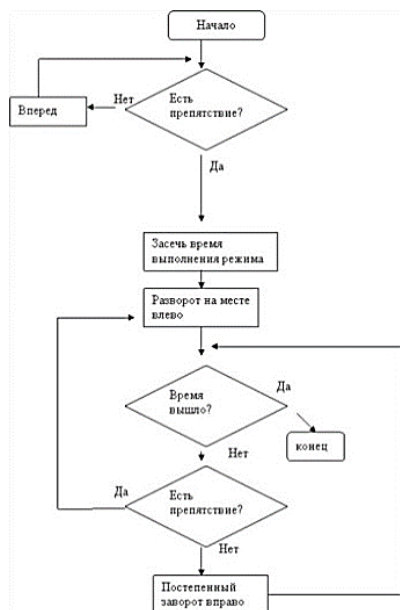 Начало
Есть
препятствие?
Нет
Вперед
Да
Засечь время
выполнения режима
Разворот на месте
влево
Время
вышло?
Да
конец
Нет
Есть
препятствие?
Да
Нет
Постепенный
заворот вправо